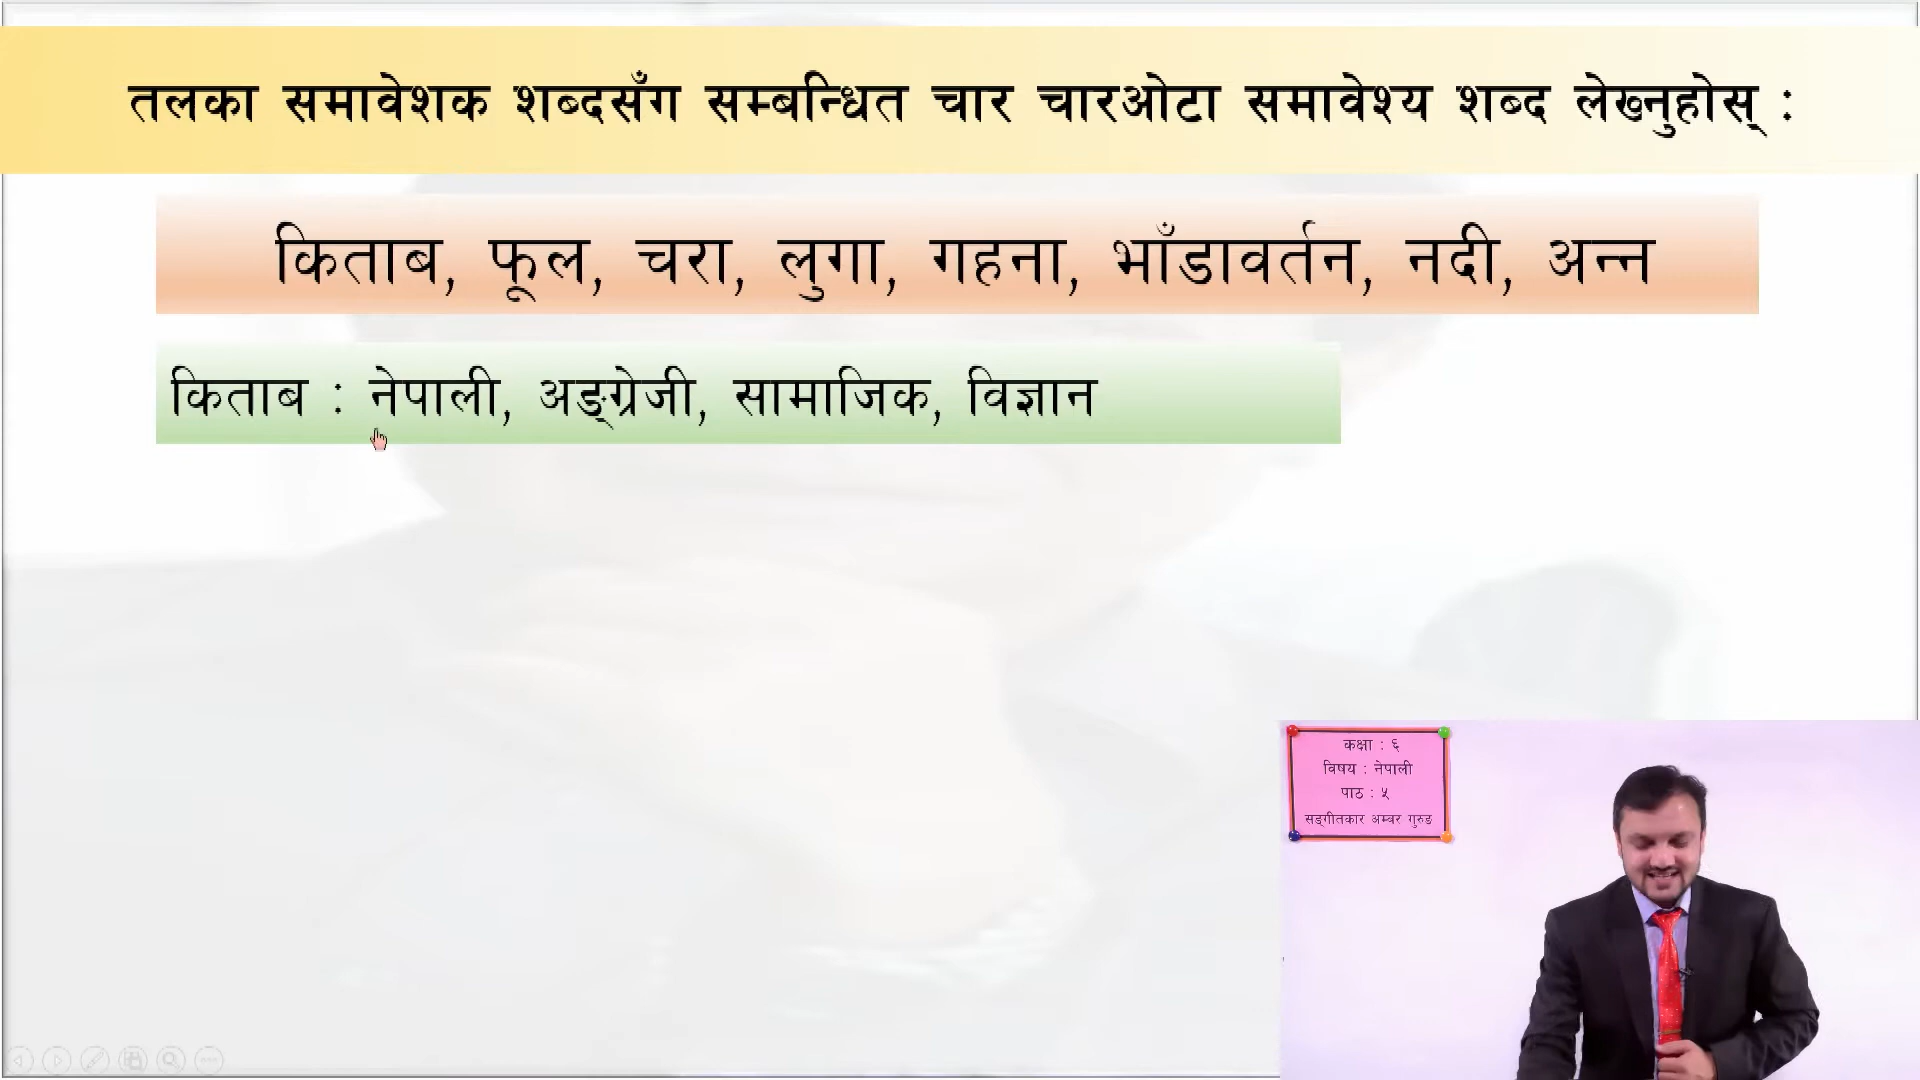 तलका समावेशक शब्दसँग सम्बन्धित चार चारओटा समावेश्य शब्द लेख्नुहोस् :
किताब, फूल, चरा, लुगा, गहना, भाँडावर्तन, नदी, अन्न
किताब : नेपाली, अङ्ग्रेजी, सामाजिक, विज्ञान
कक्षा : ६
विषय : नेपाली
पाठ : ५
सङ्गीतकार अम्बर गुरुङ